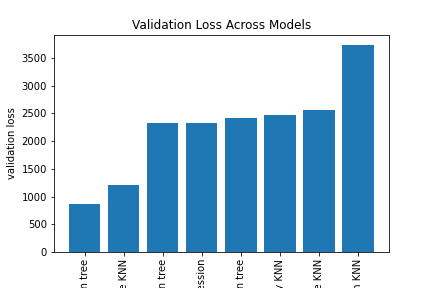 Validation Loss Across Models
validation loss
3500
3000
2500
2000
1500
1000
500
0
n tree
e KNN
n tree
ession
n tree
y KNN
e KNN
n KNN